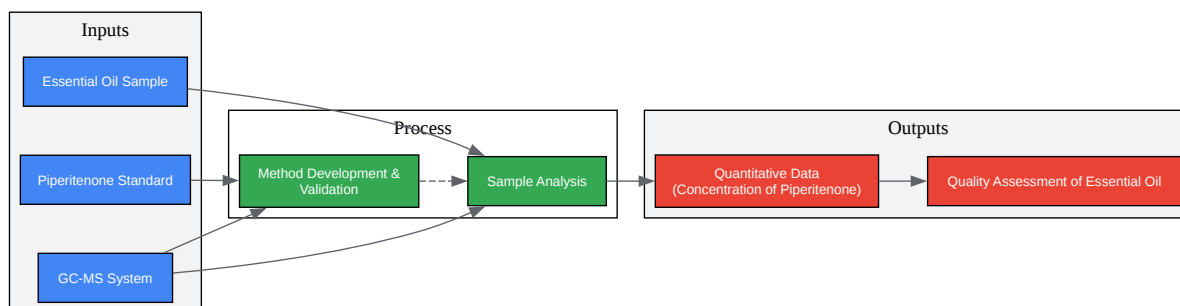 Inputs
Essential Oil Sample
Piperitenone Standard
GC-MS System
Process
Method Development &
Validation
Sample Analysis
Outputs
Quantitative Data
(Concentration of Piperitenone)
Quality Assessment of Essential Oil